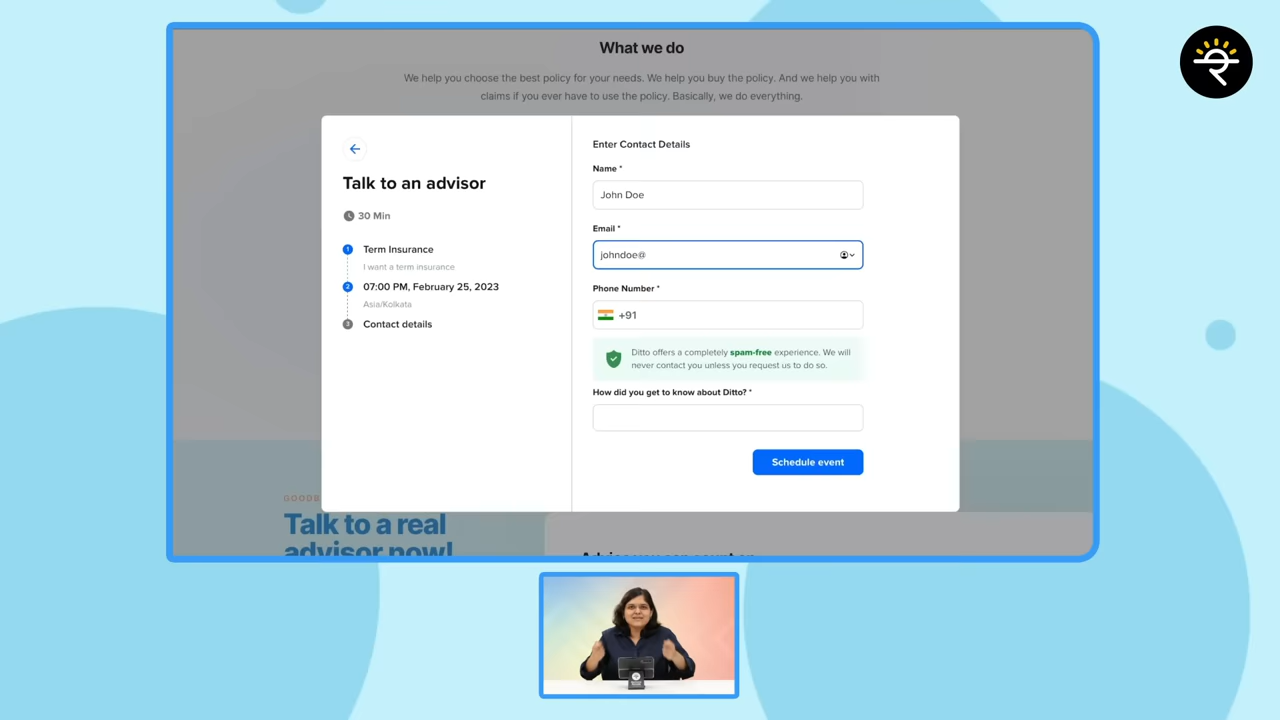 What we do
We help you choose the best policy for your needs. We help you buy the policy. And we help you with
claims if you ever have to use the policy. Basically, we do everything.
Talk to an advisor
30 Min
1
Term Insurance
I want a term insurance
2
07:00 PM, February 25, 2023
Asia/Kolkata
3
Contact details
Enter Contact Details
Name *
John Doe
Email *
johndoe@
Phone Number *
+91
Ditto offers a completely spam-free experience. We will
never contact you unless you request us to do so.
How did you get to know about Ditto? *
Schedule event
GOODB
Talk to a real
advisor now!